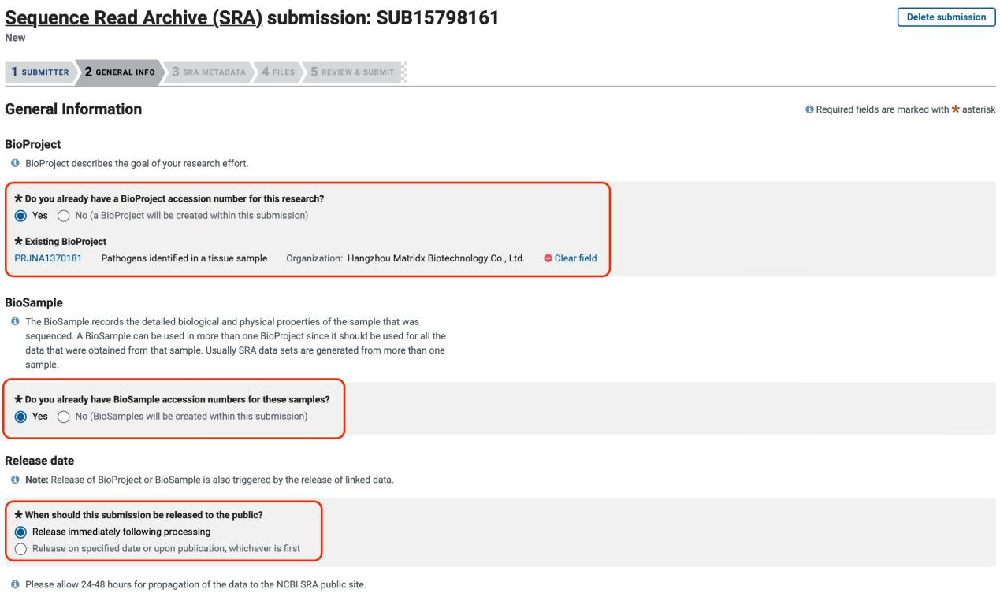 Sequence Read Archive (SRA) submission: SUB15798161
Delete submission
New
1 SUBMITTER 2 GENERAL INFO 3 SRA METADATA 4 FILES 5 REVIEW & SUBMIT
General Information
Required fields are marked with * asterisk
BioProject
BioProject describes the goal of your research effort.
* Do you already have a BioProject accession number for this research?
Yes No (a BioProject will be created within this submission)
* Existing BioProject
PRJNA1370181 Pathogens identified in a tissue sample Organization: Hangzhou Matridx Biotechnology Co., Ltd. Clear field
BioSample
The BioSample records the detailed biological and physical properties of the sample that was
sequenced. A BioSample can be used in more than one BioProject since it should be used for all the
data that were obtained from that sample. Usually SRA data sets are generated from more than one
sample.
* Do you already have BioSample accession numbers for these samples?
Yes No (BioSamples will be created within this submission)
Release date
Note: Release of BioProject or BioSample is also triggered by the release of linked data.
* When should this submission be released to the public?
Release immediately following processing
Release on specified date or upon publication, whichever is first
Please allow 24-48 hours for propagation of the data to the NCBI SRA public site.